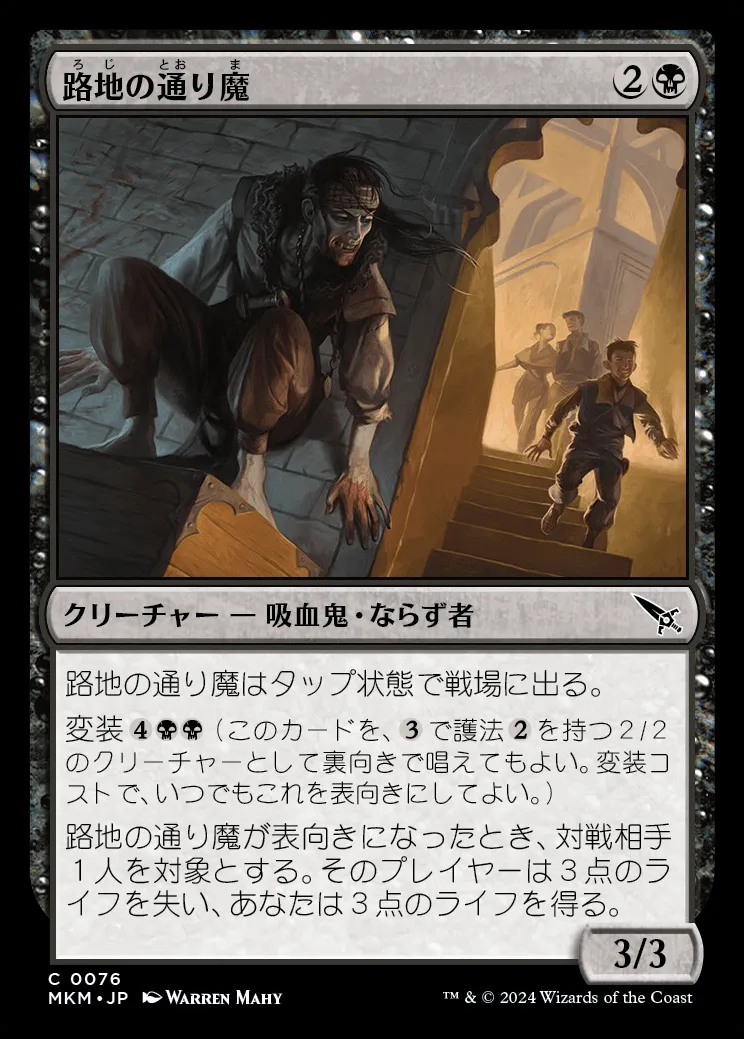 路地の通り魔
2
クリーチャー — 吸血鬼・ならず者
路地の通り魔はタップ状態で戦場に出る。
変装 4 （このカードを、3 で護法 2 を持つ２/２
のクリーチャーとして裏向きで唱えてもよい。変装コ
ストで、いつでもこれを表向きにしてよい。）
路地の通り魔が表向きになったとき、対戦相手
１人を対象とする。そのプレイヤーは３点のラ
イフを失い、あなたは３点のライフを得る。
3/3
C 0076
MKM・JP WARREN MAHY
™ & © 2024 Wizards of the Coast